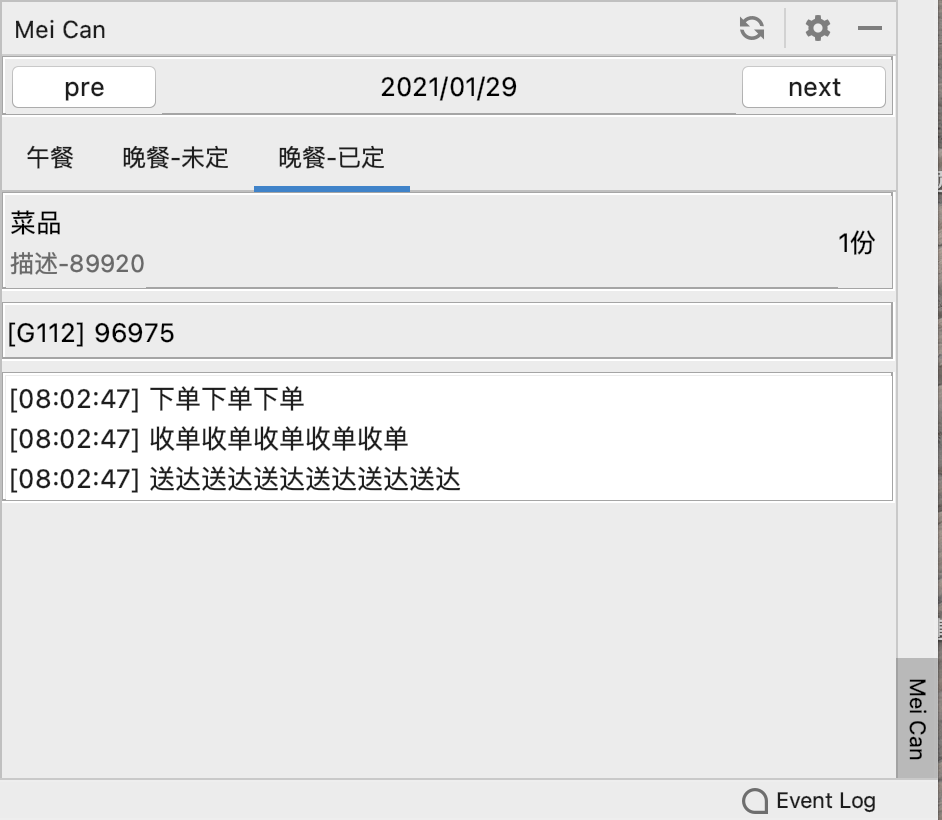 Mei Can
pre 2021/01/29 next
午餐 晚餐-未定 晚餐-已定
菜品
描述-89920
1份
[G112] 96975
[08:02:47] 下单下单下单
[08:02:47] 收单收单收单收单收单
[08:02:47] 送达送达送达送达送达送达
Mei Can
Event Log